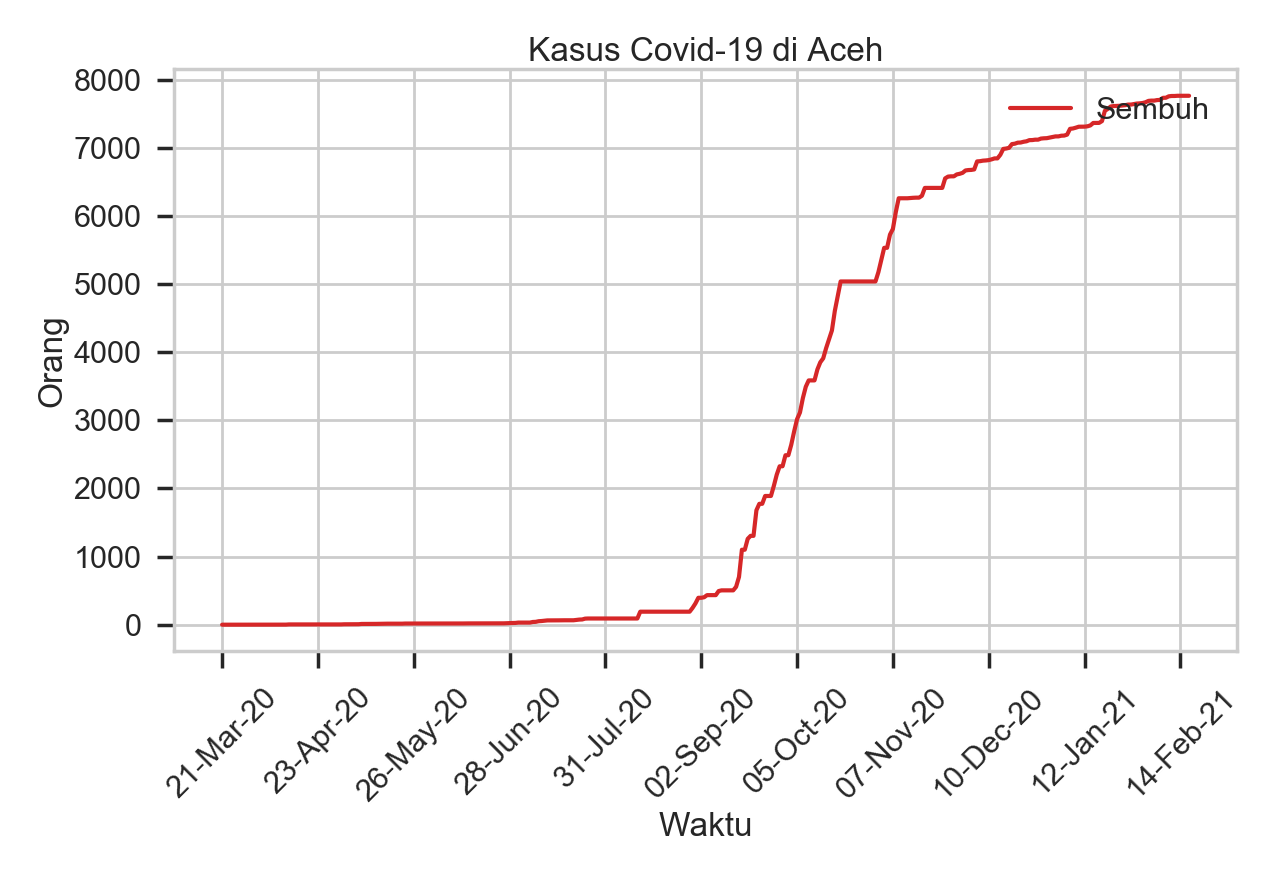 Kasus Covid-19 di Aceh
8000
7000
6000
5000
4000
3000
2000
1000
0
Orang
Sembuh
21-Mar-20
23-Apr-20
26-May-20
28-Jun-20
31-Jul-20
02-Sep-20
05-Oct-20
07-Nov-20
10-Dec-20
12-Jan-21
14-Feb-21
Waktu